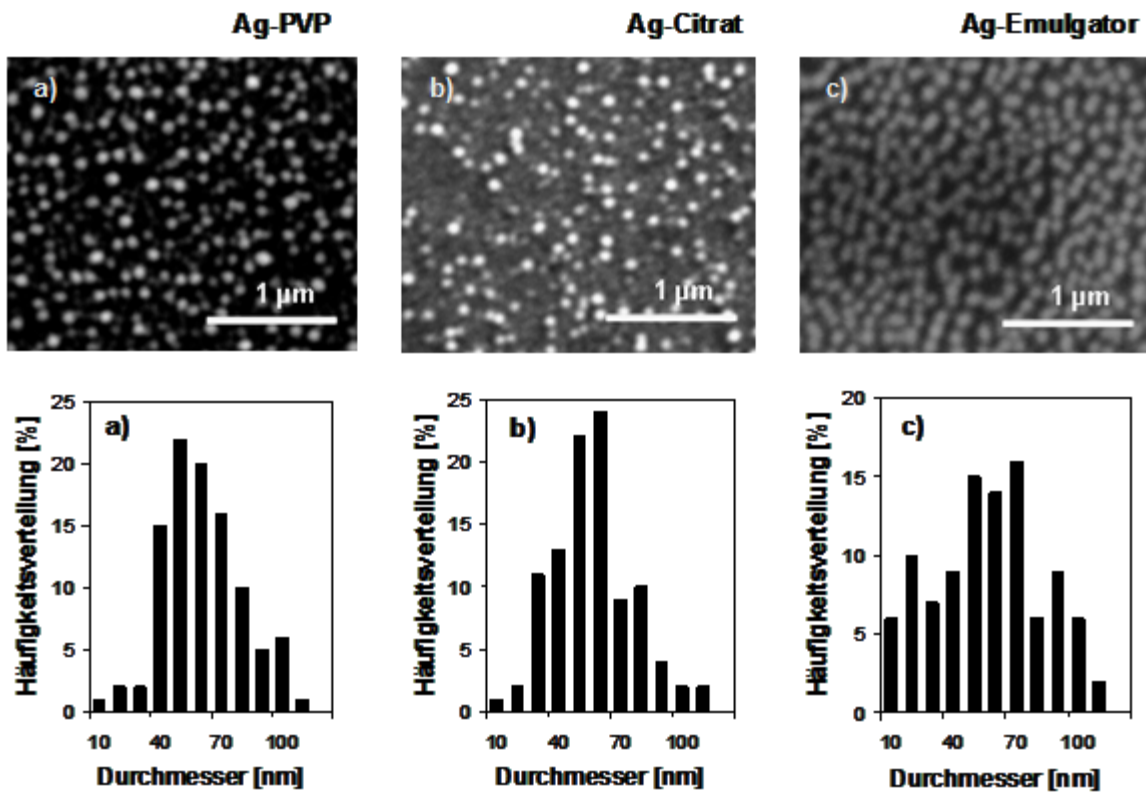 Ag-PVP
Ag-Citrat
Ag-Emulgator
a)
b)
c)
1 µm
1 µm
1 µm
25
20
15
10
5
0
a)
Häufigkeitsverteilung [%]
10 40 70 100
Durchmesser [nm]
25
20
15
10
5
0
b)
Häufigkeitsverteilung [%]
10 40 70 100
Durchmesser [nm]
20
15
10
5
0
c)
Häufigkeitsverteilung [%]
10 40 70 100
Durchmesser [nm]